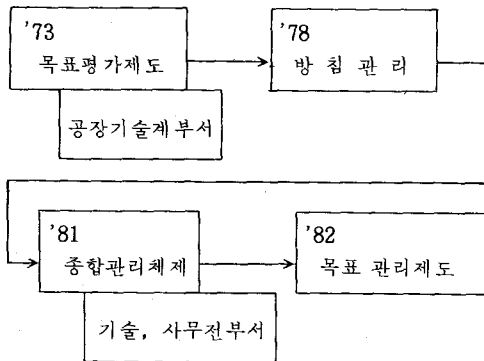 '73
목표평가제도
공장기술계부서
'78
방 침 관 리
'81
종합관리체제
기술, 사무전부서
'82
목표 관리제도